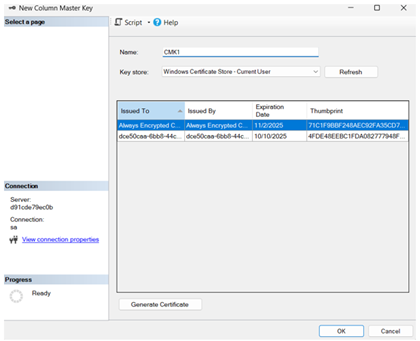 New Column Master Key
Select a page
Script Help
Name: CMK1
Key store: Windows Certificate Store - Current User Refresh
Issued To Issued By Expiration Date Thumbprint
Always Encrypted C... Always Encrypted C... 11/2/2025 71C1F9BBF248AEC92FA35CD7...
dce50caa-6bb8-44c... dce50caa-6bb8-44c... 10/10/2025 4FDE48EEBC1FDA082777948F...
Connection
Server:
d91cde79ec0b
Connection:
sa
View connection properties
Progress
Ready
Generate Certificate
OK Cancel